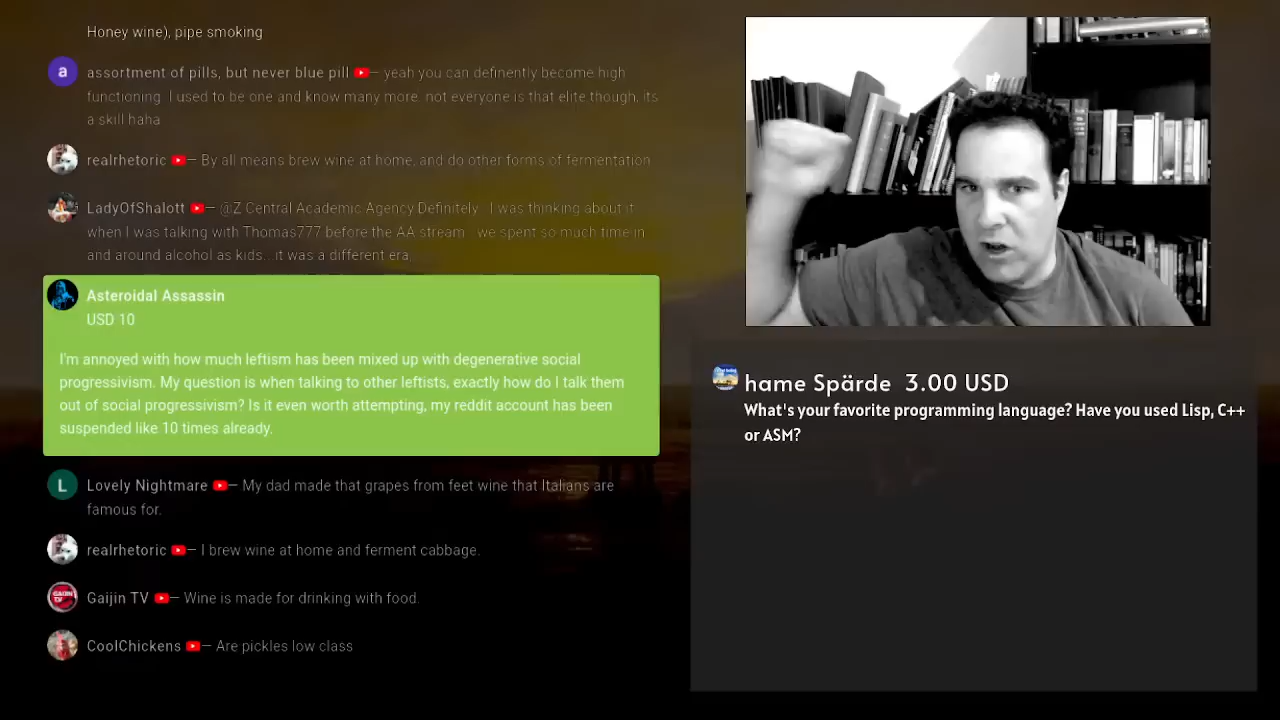 Honey wine), pipe smoking
a
assortment of pills, but never blue pill — yeah you can definently become high
functioning. I used to be one and know many more. not everyone is that elite though, its
a skill haha
realrhetoric — By all means brew wine at home, and do other forms of fermentation
LadyOfShalott — @Z Central Academic Agency Definitely I was thinking about it
when I was talking with Thomas777 before the AA stream we spent so much time in
and around alcohol as kids...it was a different era,
Asteroidal Assassin
USD 10
I'm annoyed with how much leftism has been mixed up with degenerative social
progressivism. My question is when talking to other leftists, exactly how do I talk them
out of social progressivism? Is it even worth attempting, my reddit account has been
suspended like 10 times already.
L
Lovely Nightmare — My dad made that grapes from feet wine that Italians are
famous for.
realrhetoric — I brew wine at home and ferment cabbage.
GAIJIN
TV
Gaijin TV — Wine is made for drinking with food.
CoolChickens — Are pickles low class
hame Spärde 3.00 USD
What's your favorite programming language? Have you used Lisp, C++
or ASM?